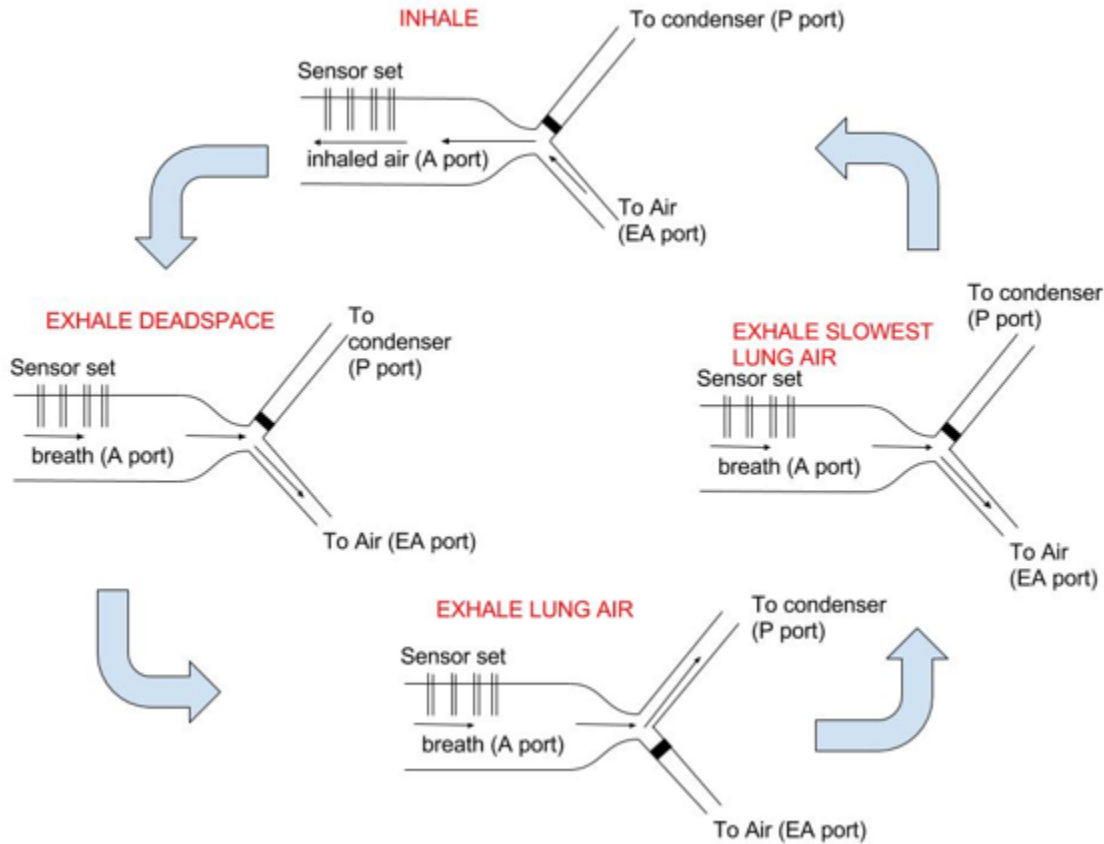 INHALE
To condenser (P port)
Sensor set
inhaled air (A port)
To Air
(EA port)
EXHALE DEADSPACE
To
condenser
(P port)
Sensor set
breath (A port)
To Air (EA port)
EXHALE LUNG AIR
To condenser
(P port)
Sensor set
breath (A port)
To Air (EA port)
To condenser
(P port)
EXHALE SLOWEST
LUNG AIR
Sensor set
breath (A port)
To Air
(EA port)